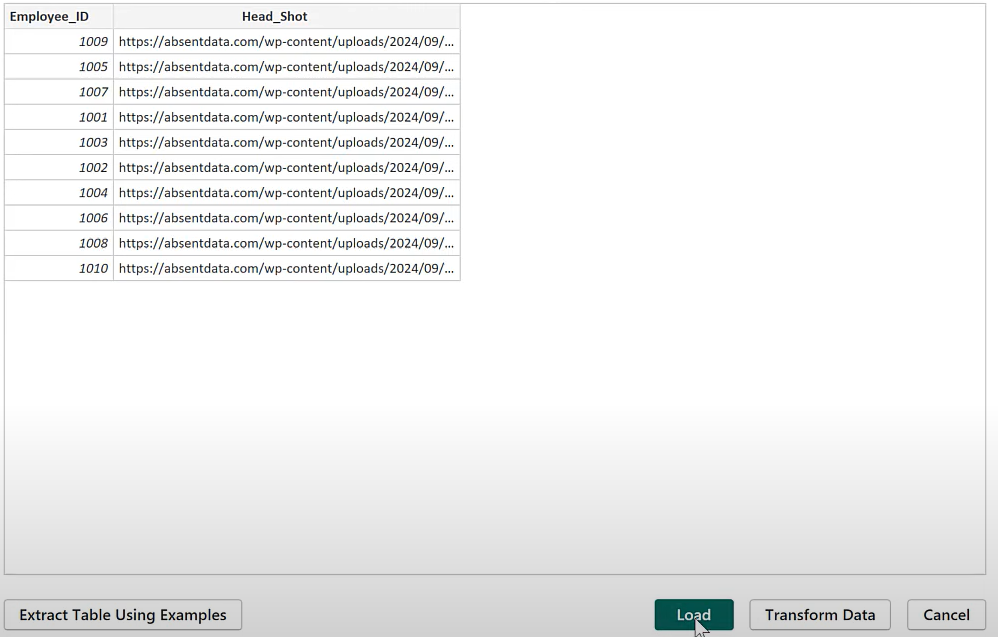 Employee_ID Head_Shot
1009 https://absentdata.com/wp-content/uploads/2024/09/...
1005 https://absentdata.com/wp-content/uploads/2024/09/...
1007 https://absentdata.com/wp-content/uploads/2024/09/...
1001 https://absentdata.com/wp-content/uploads/2024/09/...
1003 https://absentdata.com/wp-content/uploads/2024/09/...
1002 https://absentdata.com/wp-content/uploads/2024/09/...
1004 https://absentdata.com/wp-content/uploads/2024/09/...
1006 https://absentdata.com/wp-content/uploads/2024/09/...
1008 https://absentdata.com/wp-content/uploads/2024/09/...
1010 https://absentdata.com/wp-content/uploads/2024/09/...
Extract Table Using Examples Load Transform Data Cancel